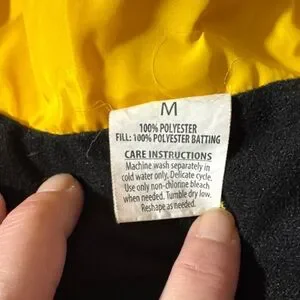 M
100% POLYESTER
FILL: 100% POLYESTER BATTING
CARE INSTRUCTIONS
Machine wash separately in
cold water only. Delicate cycle.
Use only non-chlorine bleach
when needed. Tumble dry low.
Reshape as needed.